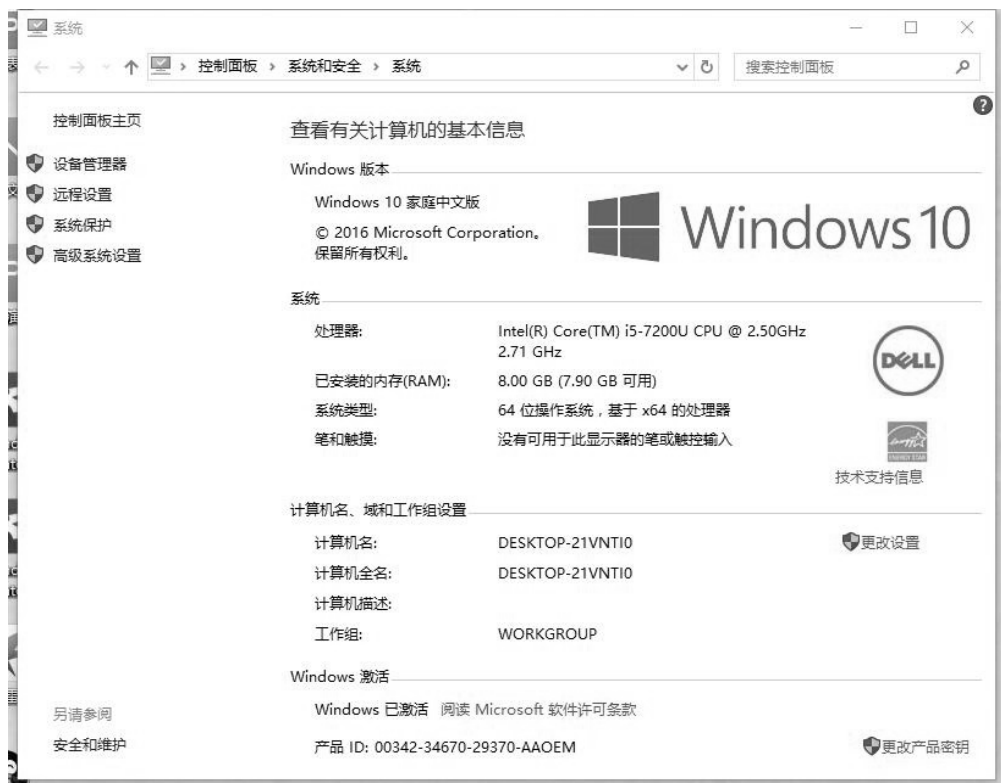 系统
控制面板 › 系统和安全 › 系统
搜索控制面板
控制面板主页
设备管理器
远程设置
系统保护
高级系统设置
查看有关计算机的基本信息
Windows 版本
Windows 10 家庭中文版
© 2016 Microsoft Corporation。
保留所有权利。
Windows 10
系统
处理器: Intel(R) Core(TM) i5-7200U CPU @ 2.50GHz
2.71 GHz
已安装的内存(RAM): 8.00 GB (7.90 GB 可用)
系统类型: 64 位操作系统，基于 x64 的处理器
笔和触摸: 没有可用于此显示器的笔或触控输入
DELL
ENERGY STAR
技术支持信息
计算机名、域和工作组设置
计算机名: DESKTOP-21VNTI0
更改设置
计算机全名: DESKTOP-21VNTI0
计算机描述:
工作组: WORKGROUP
Windows 激活
Windows 已激活 阅读 Microsoft 软件许可条款
产品 ID: 00342-34670-29370-AAOEM
更改产品密钥
另请参阅
安全和维护